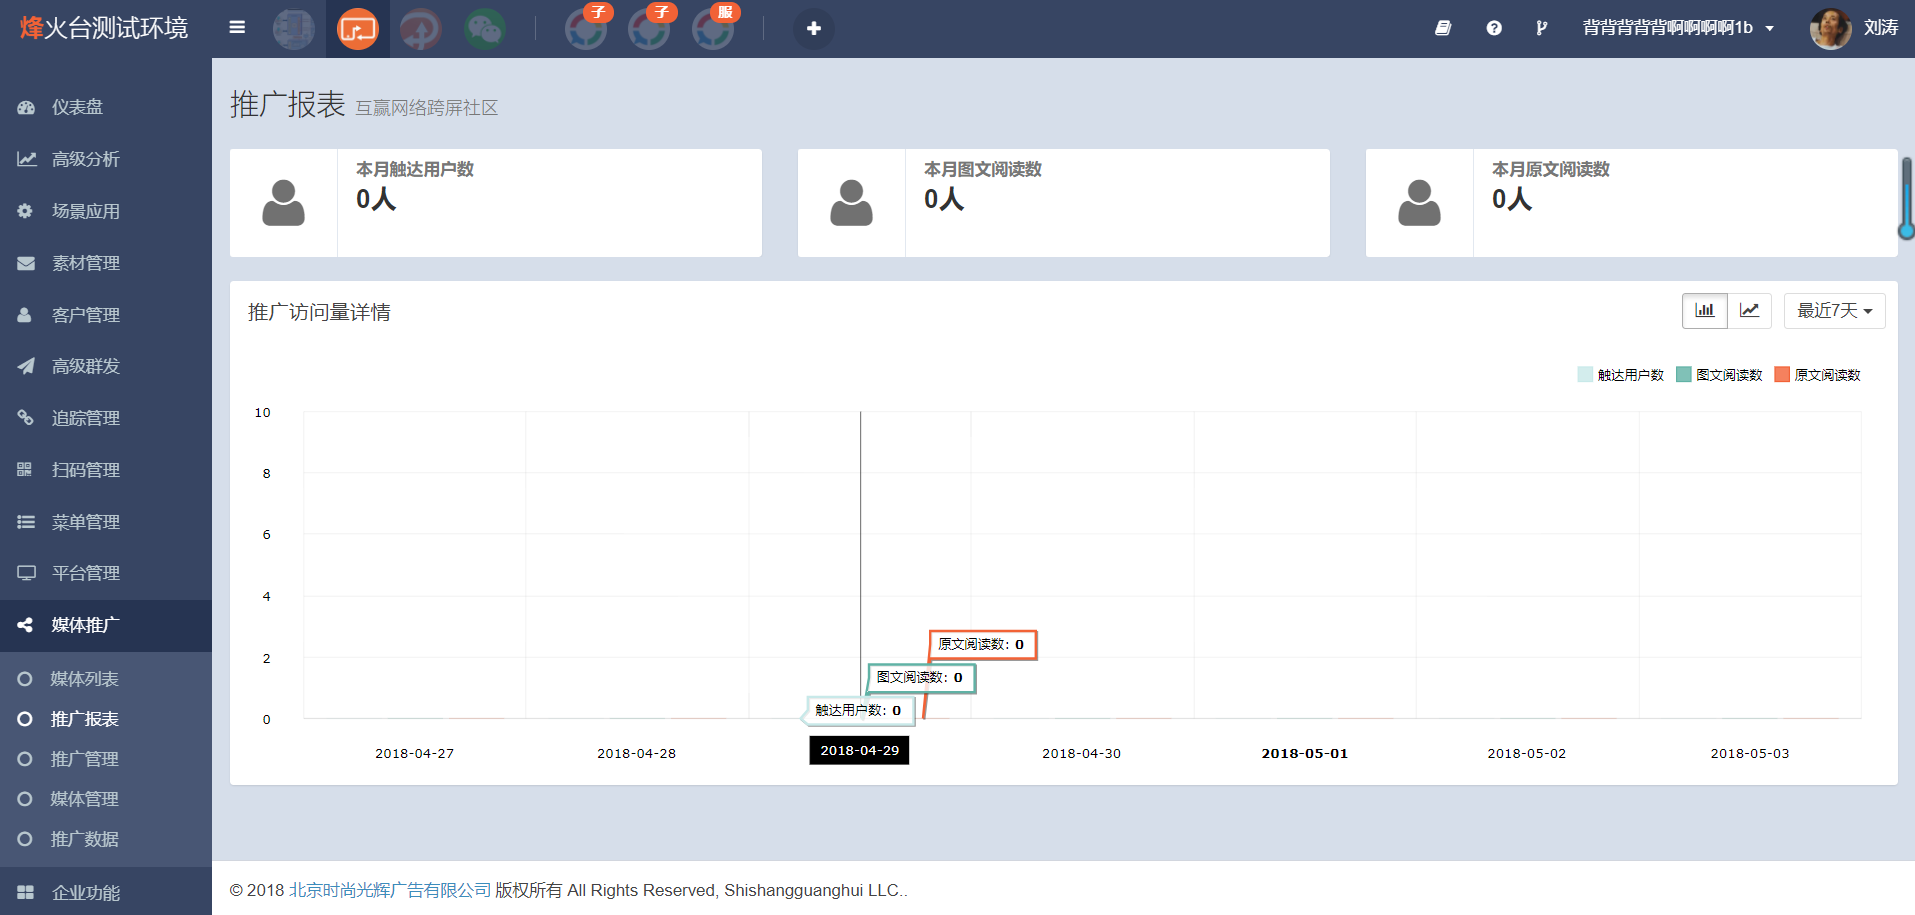 烽火台测试环境
子
子
服
背背背背背啊啊啊啊1b
刘涛
仪表盘
高级分析
场景应用
素材管理
客户管理
高级群发
追踪管理
扫码管理
菜单管理
平台管理
媒体推广
媒体列表
推广报表
推广管理
媒体管理
推广数据
企业功能
推广报表 互赢网络跨屏社区
本月触达用户数
0人
本月图文阅读数
0人
本月原文阅读数
0人
推广访问量详情
最近7天
触达用户数 图文阅读数 原文阅读数
10
8
6
4
2
0
原文阅读数: 0
图文阅读数: 0
触达用户数: 0
2018-04-27 2018-04-28 2018-04-29 2018-04-30 2018-05-01 2018-05-02 2018-05-03
© 2018 北京时尚光辉广告有限公司 版权所有 All Rights Reserved, Shishangguanghui LLC..